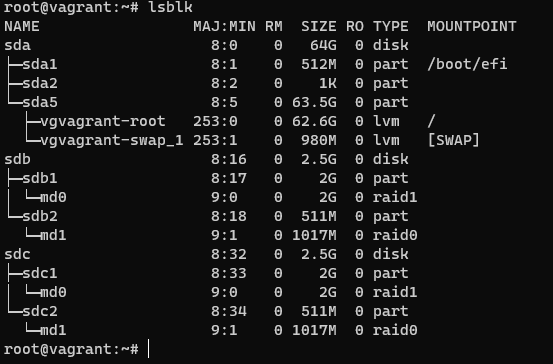 root@vagrant:~# lsblk
NAME                 MAJ:MIN RM  SIZE RO TYPE  MOUNTPOINT
sda                    8:0    0   64G  0 disk
├─sda1                 8:1    0  512M  0 part  /boot/efi
├─sda2                 8:2    0    1K  0 part
└─sda5                 8:5    0 63.5G  0 part
  ├─vgvagrant-root   253:0    0 62.6G  0 lvm   /
  └─vgvagrant-swap_1 253:1    0  980M  0 lvm   [SWAP]
sdb                    8:16   0  2.5G  0 disk
├─sdb1                 8:17   0    2G  0 part
│ └─md0                9:0    0    2G  0 raid1
└─sdb2                 8:18   0  511M  0 part
  └─md1                9:1    0 1017M  0 raid0
sdc                    8:32   0  2.5G  0 disk
├─sdc1                 8:33   0    2G  0 part
│ └─md0                9:0    0    2G  0 raid1
└─sdc2                 8:34   0  511M  0 part
  └─md1                9:1    0 1017M  0 raid0
root@vagrant:~#